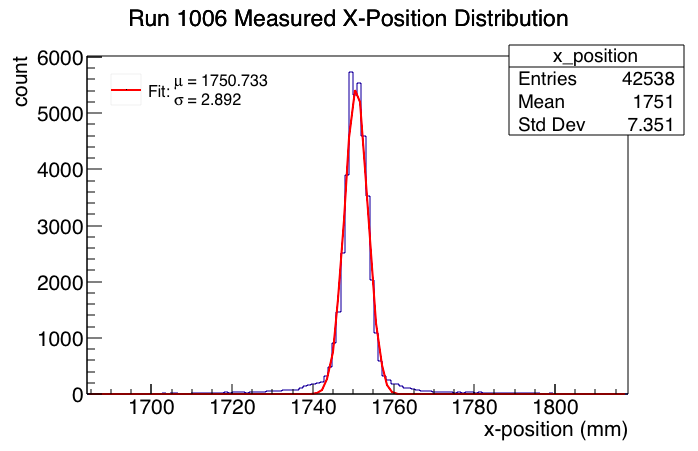 Run 1006 Measured X-Position Distribution
x_position
Entries 42538
Mean 1751
Std Dev 7.351
Fit: μ = 1750.733
σ = 2.892
count
6000
5000
4000
3000
2000
1000
0
1700 1720 1740 1760 1780 1800
x-position (mm)